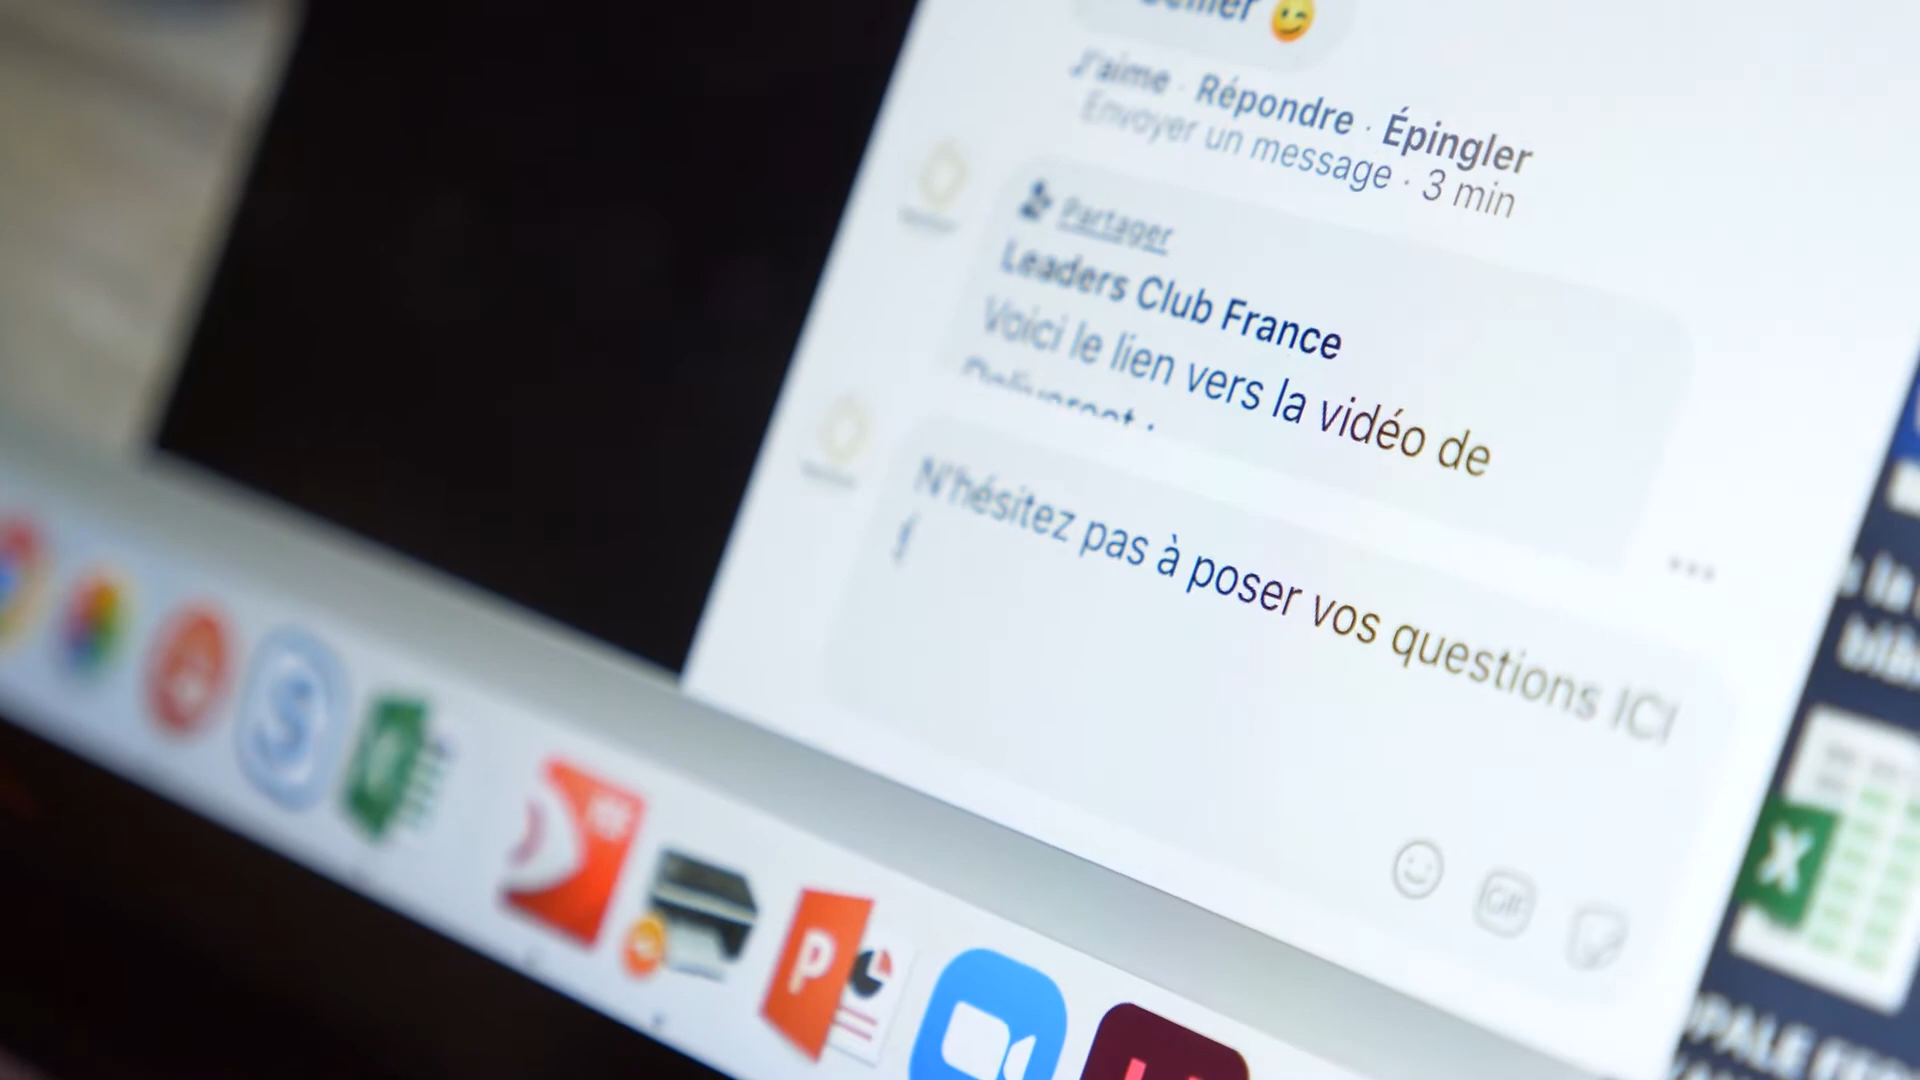 😉
J'aime · Répondre · Épingler
Envoyer un message · 3 min
Partager
Leaders Club France
Voici le lien vers la vidéo de
N'hésitez pas à poser vos questions ICI
GIF
P
X